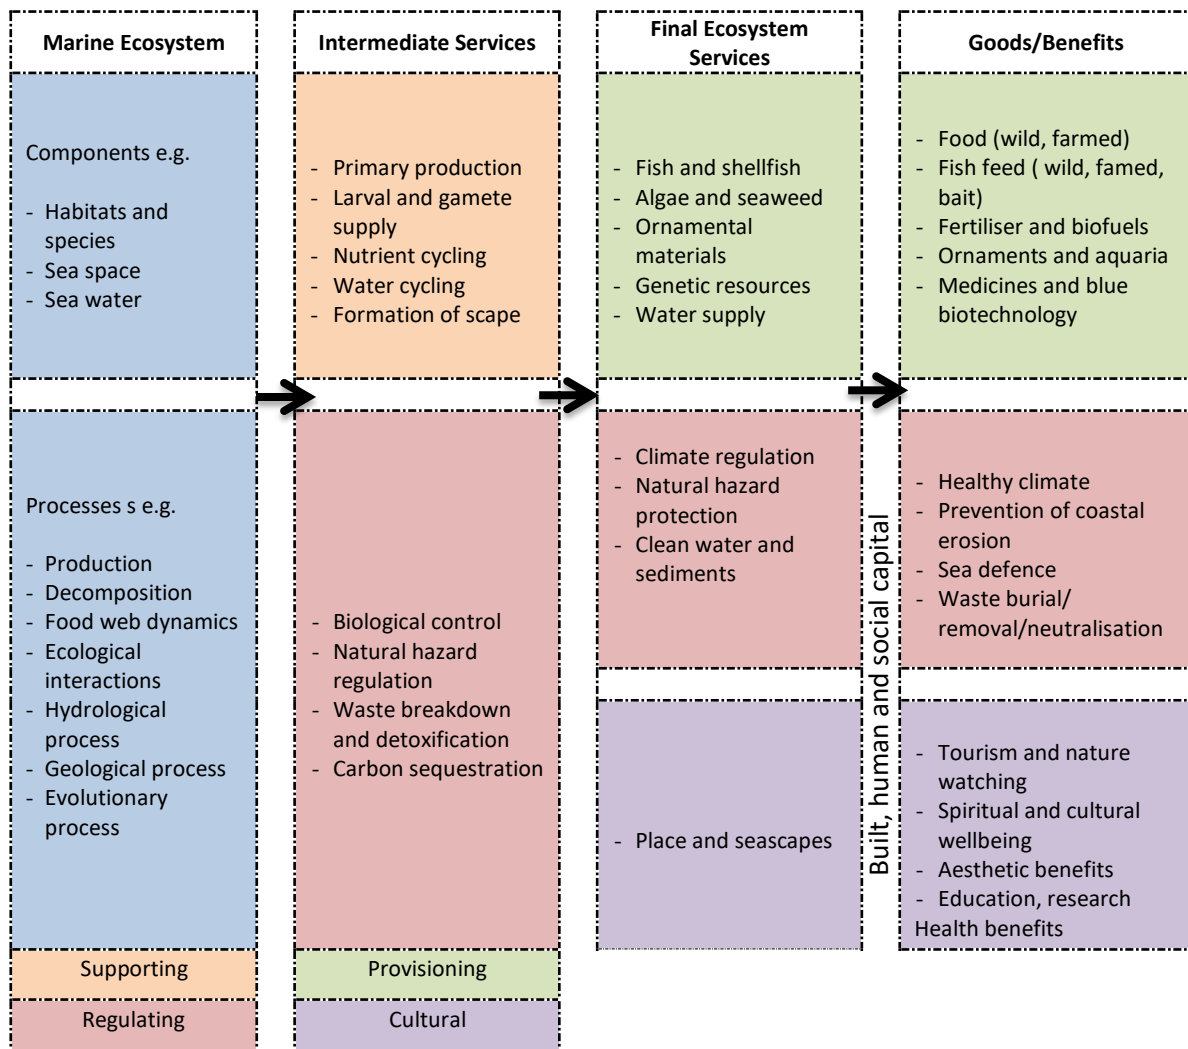 Marine Ecosystem
Components e.g.
- Habitats and
species
- Sea space
- Sea water
Processes s e.g.
- Production
- Decomposition
- Food web dynamics
- Ecological
interactions
- Hydrological
process
- Geological process
- Evolutionary
process
Supporting
Regulating
Intermediate Services
- Primary production
- Larval and gamete
supply
- Nutrient cycling
- Water cycling
- Formation of scape
- Biological control
- Natural hazard
regulation
- Waste breakdown
and detoxification
- Carbon sequestration
Provisioning
Cultural
Final Ecosystem
Services
- Fish and shellfish
- Algae and seaweed
- Ornamental
materials
- Genetic resources
- Water supply
- Climate regulation
- Natural hazard
protection
- Clean water and
sediments
- Place and seascapes
Built, human and social capital
Goods/Benefits
- Food (wild, farmed)
- Fish feed ( wild, famed,
bait)
- Fertiliser and biofuels
- Ornaments and aquaria
- Medicines and blue
biotechnology
- Healthy climate
- Prevention of coastal
erosion
- Sea defence
- Waste burial/
removal/neutralisation
- Tourism and nature
watching
- Spiritual and cultural
wellbeing
- Aesthetic benefits
- Education, research
Health benefits